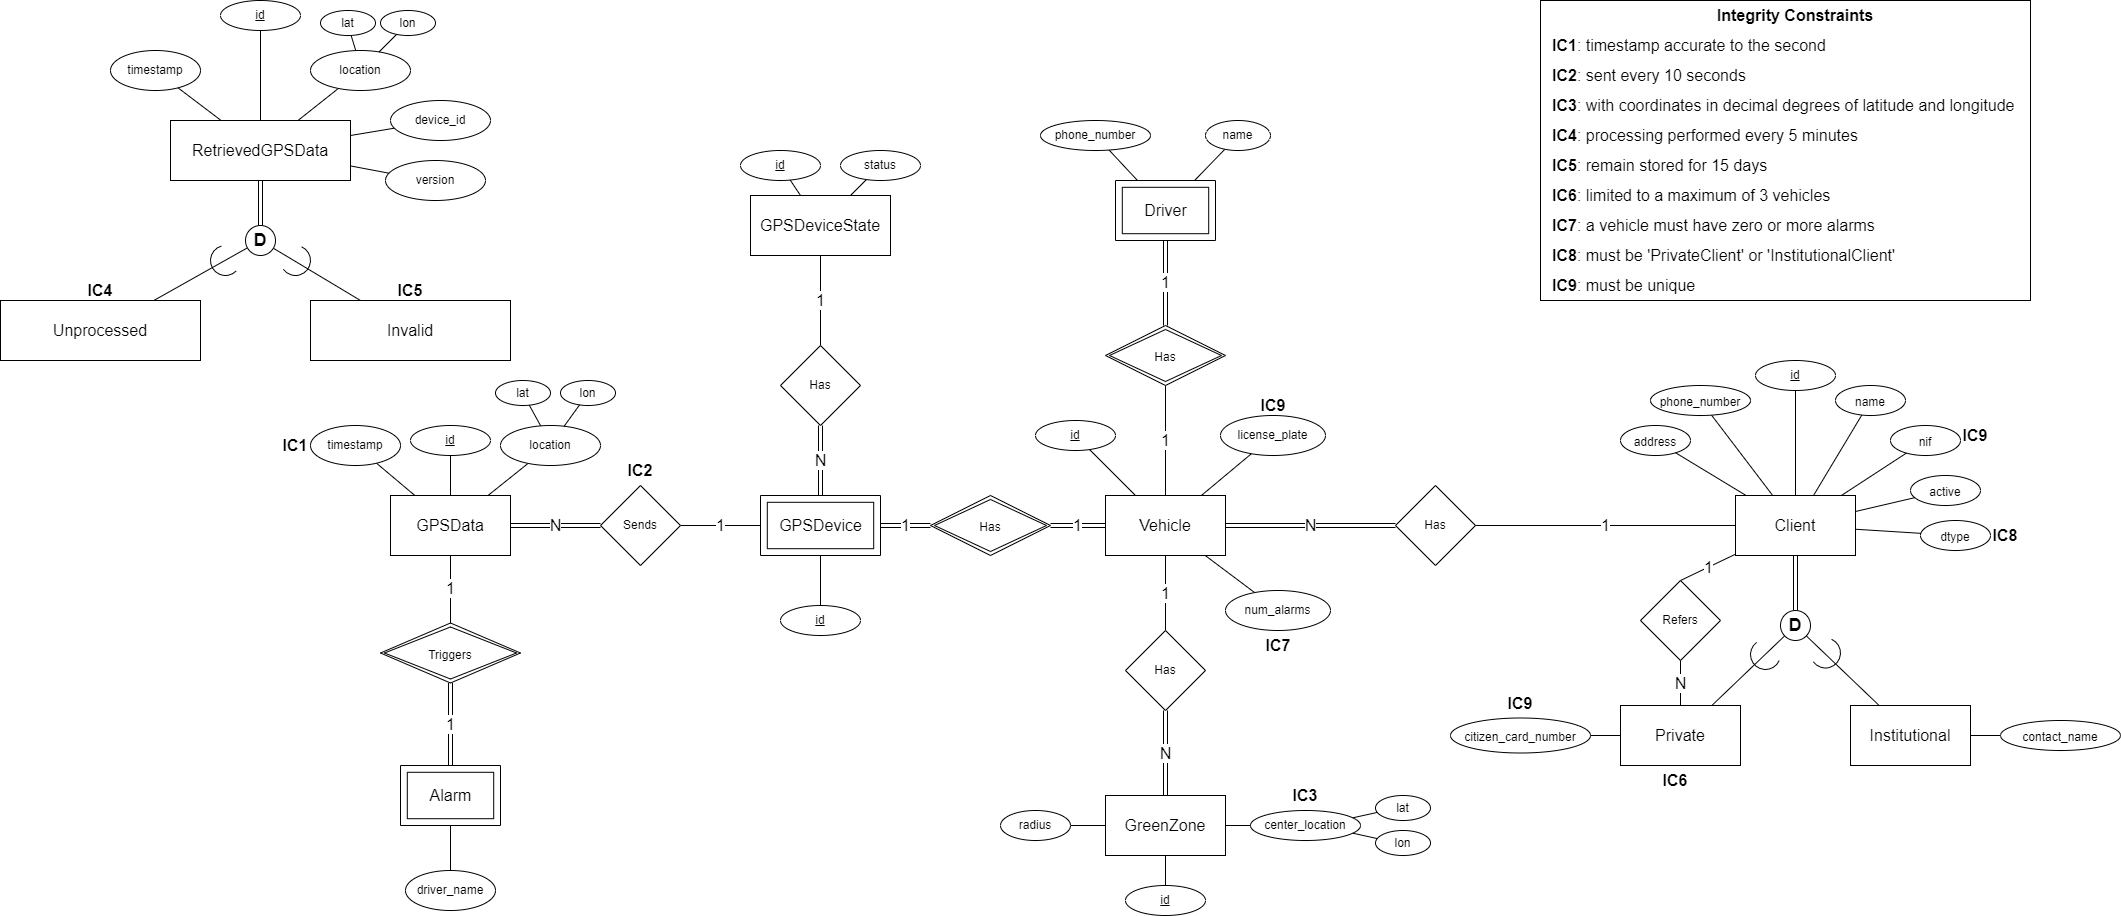 id
lat
lon
timestamp
location
device_id
version
RetrievedGPSData
D
IC4
IC5
Unprocessed
Invalid
Integrity Constraints
IC1: timestamp accurate to the second
IC2: sent every 10 seconds
IC3: with coordinates in decimal degrees of latitude and longitude
IC4: processing performed every 5 minutes
IC5: remain stored for 15 days
IC6: limited to a maximum of 3 vehicles
IC7: a vehicle must have zero or more alarms
IC8: must be 'PrivateClient' or 'InstitutionalClient'
IC9: must be unique
id
status
GPSDeviceState
1
Has
N
phone_number
name
Driver
1
Has
1
lat
lon
IC1
timestamp
id
location
GPSData
N
IC2
Sends
1
GPSDevice
id
1
Has
1
id
IC9
license_plate
Vehicle
num_alarms
IC7
N
Has
1
address
phone_number
id
name
nif
IC9
active
dtype
IC8
Client
1
Triggers
1
Alarm
driver_name
1
Has
N
radius
GreenZone
IC3
center_location
lat
lon
id
1
Refers
N
D
IC9
citizen_card_number
Private
IC6
Institutional
contact_name